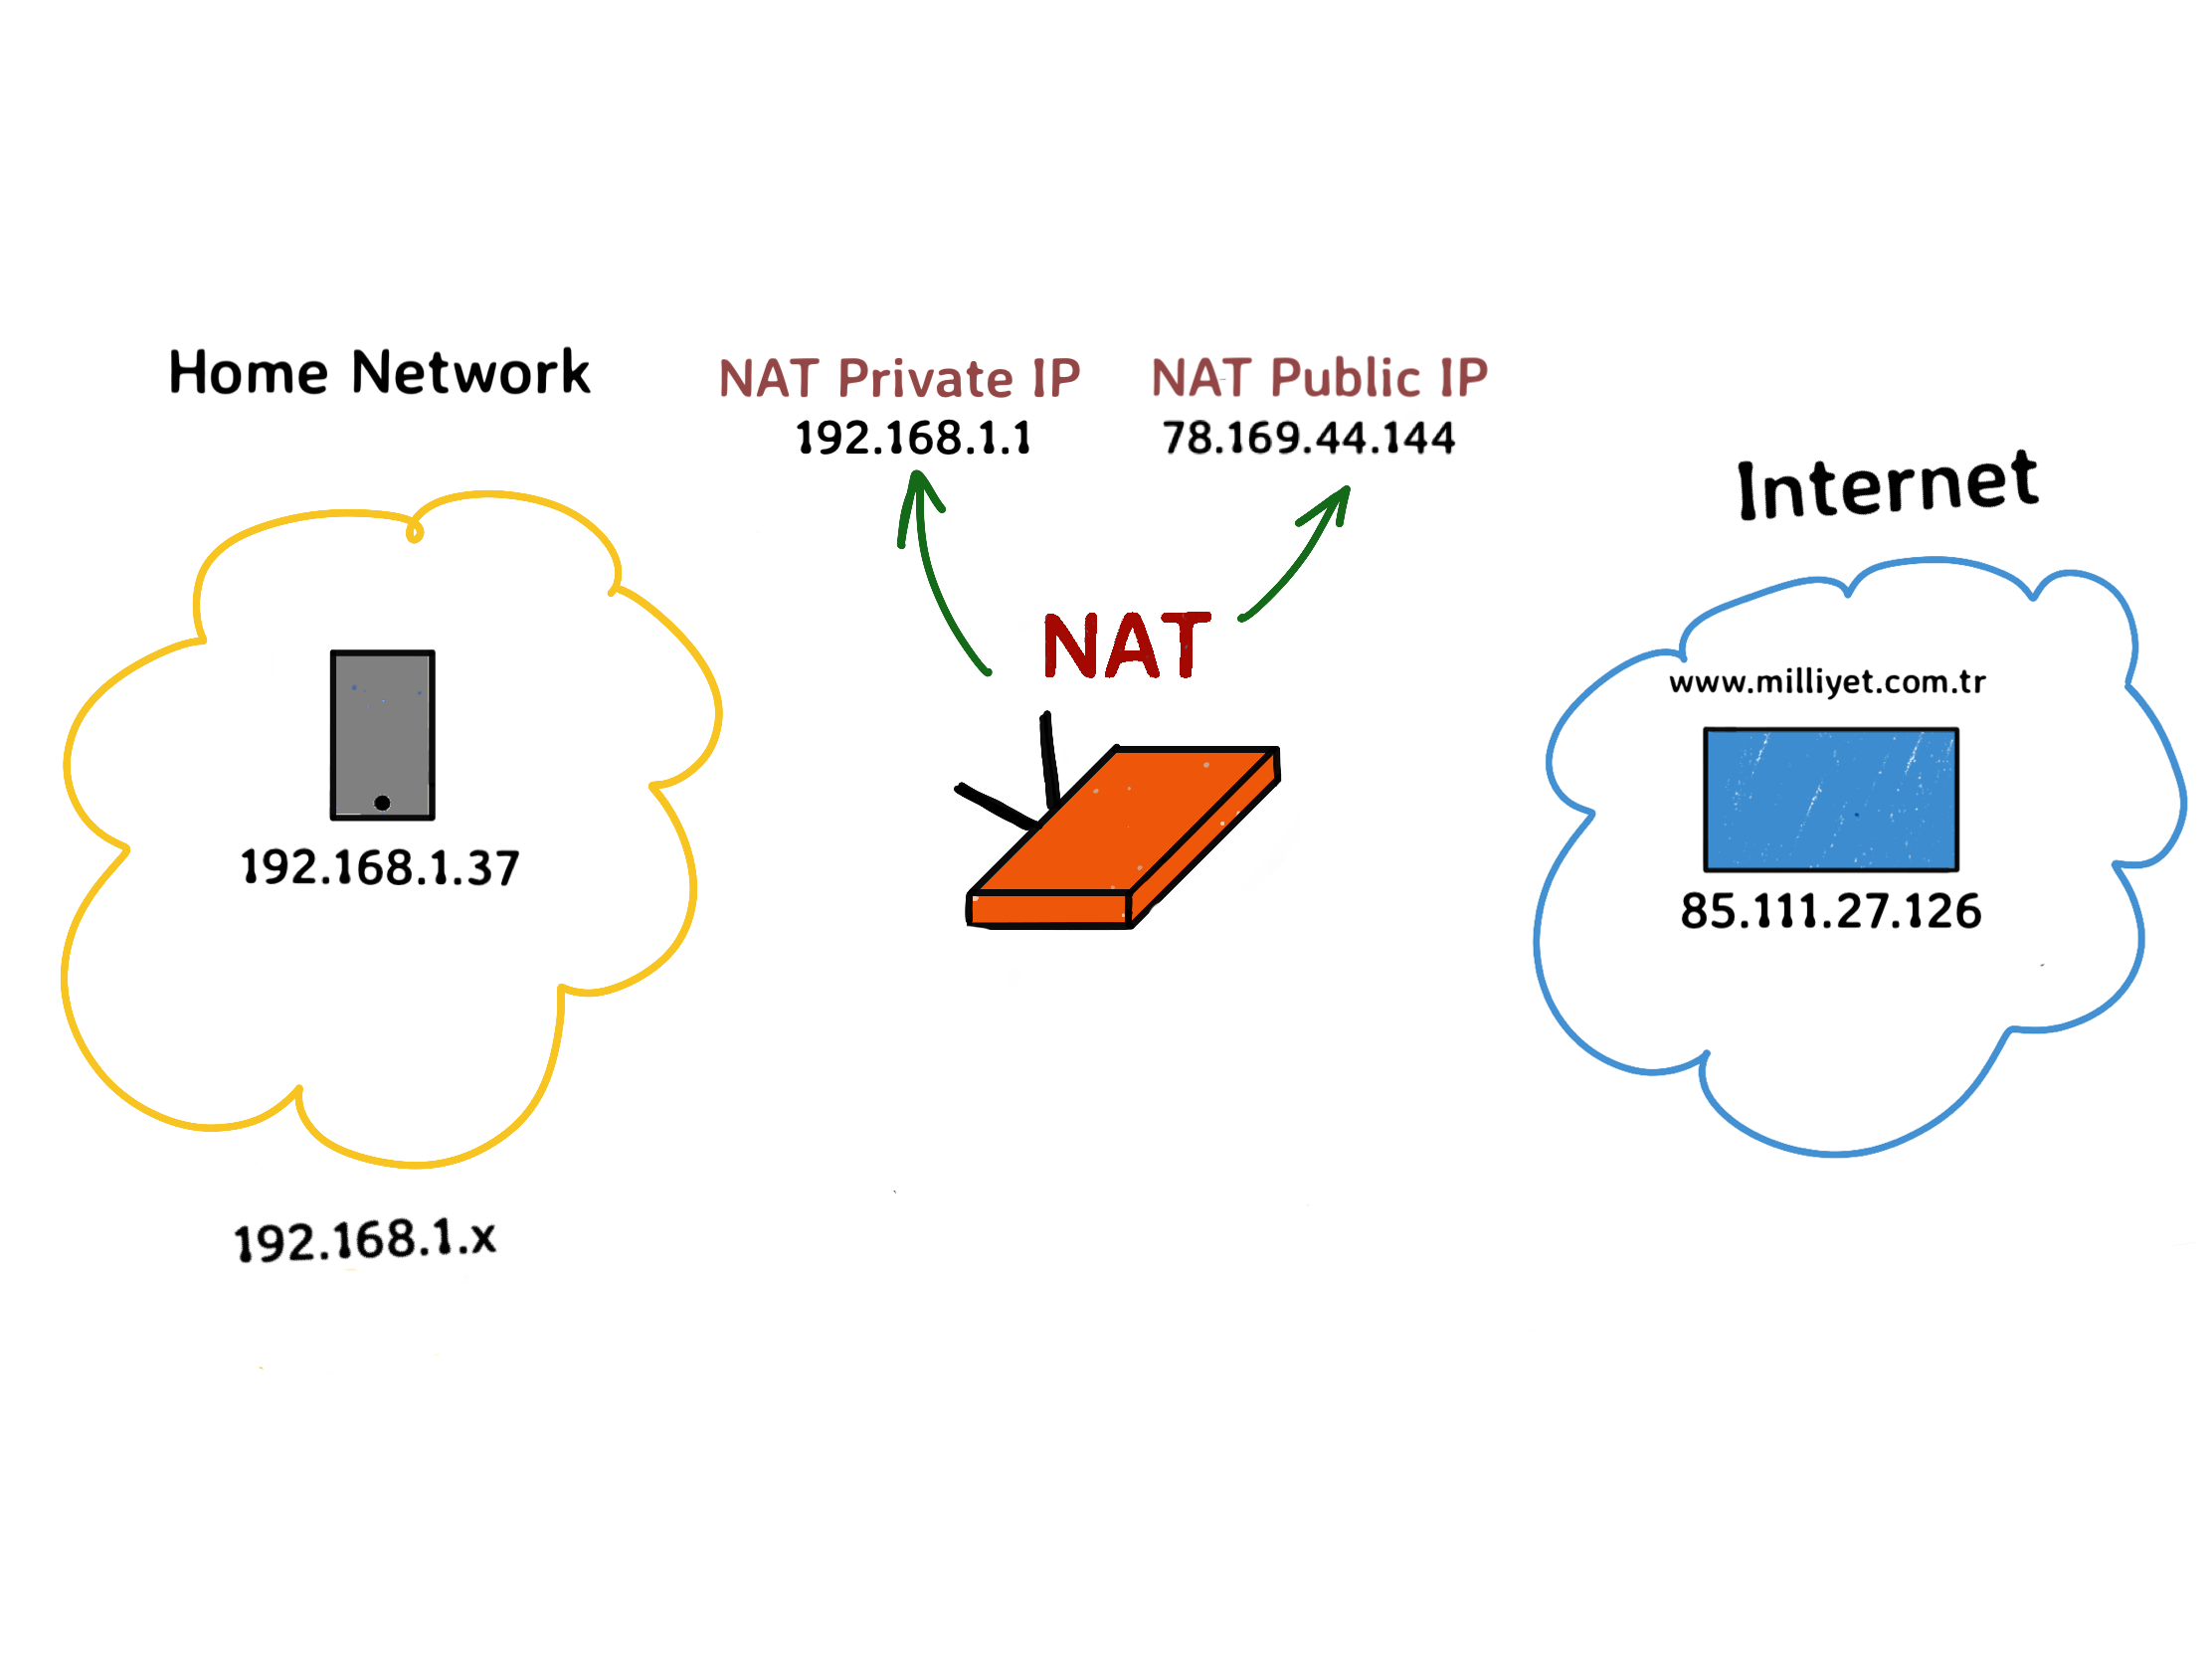 Home Network
NAT Private IP
192.168.1.1
NAT Public IP
78.169.44.144
Internet
NAT
www.milliyet.com.tr
192.168.1.37
85.111.27.126
192.168.1.x